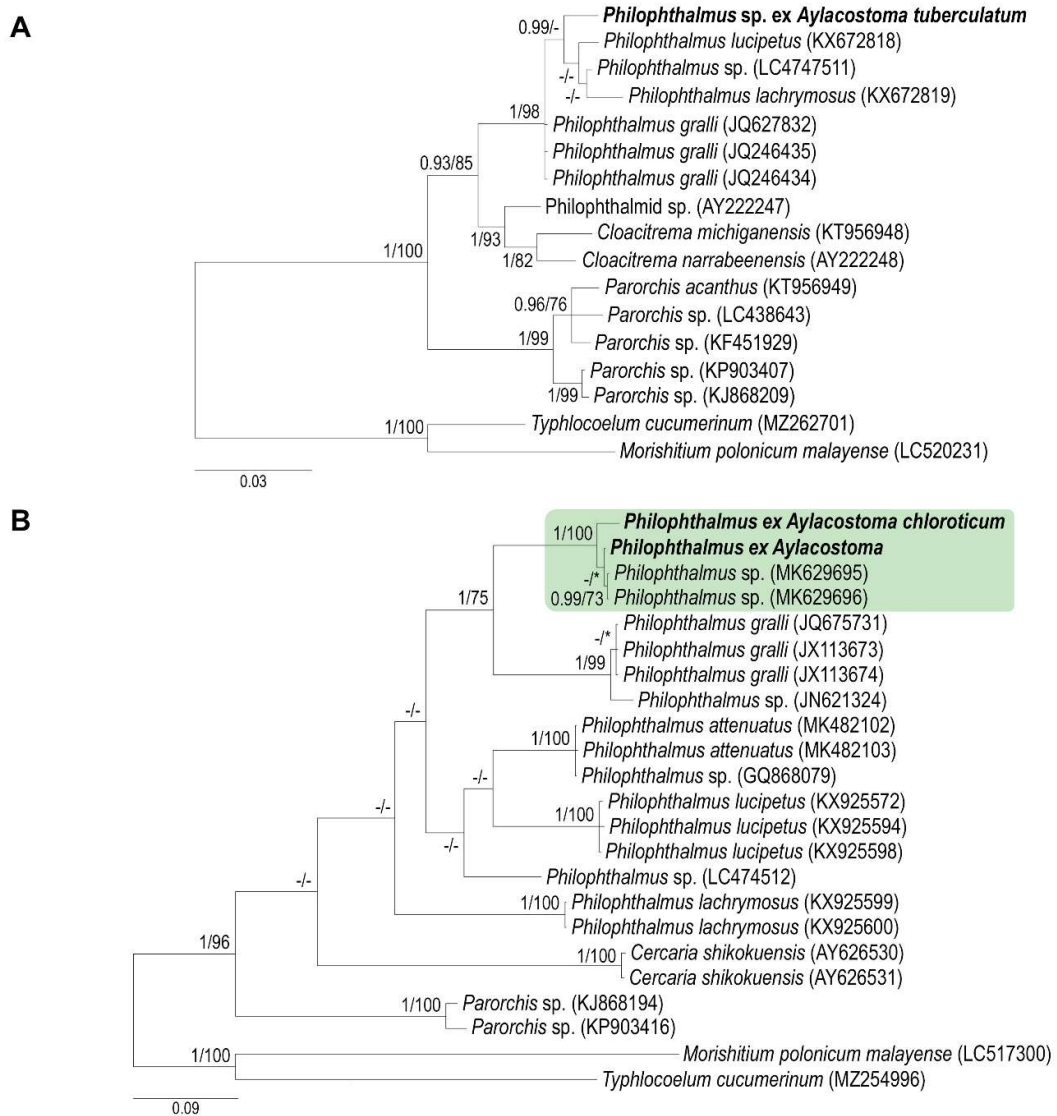 A
Philophthalmus sp. ex Aylacostoma tuberculatum
0.99/-
Philophthalmus lucipetus (KX672818)
Philophthalmus sp. (LC4747511)
-/-
Philophthalmus lachrymosus (KX672819)
-/-
1/98
Philophthalmus gralli (JQ627832)
Philophthalmus gralli (JQ246435)
0.93/85
Philophthalmus gralli (JQ246434)
Philophthalmid sp. (AY222247)
1/93
Cloacitrema michiganensis (KT956948)
1/100
1/82
Cloacitrema narrabeenensis (AY222248)
Parorchis acanthus (KT956949)
0.96/76
Parorchis sp. (LC438643)
1/99
Parorchis sp. (KF451929)
Parorchis sp. (KP903407)
1/99
Parorchis sp. (KJ868209)
1/100
Typhlocoelum cucumerinum (MZ262701)
Morishitium polonicum malayense (LC520231)
0.03
B
Philophthalmus ex Aylacostoma chloroticum
1/100
Philophthalmus ex Aylacostoma
Philophthalmus sp. (MK629695)
-/*
0.99/73
Philophthalmus sp. (MK629696)
1/75
Philophthalmus gralli (JQ675731)
-/*
Philophthalmus gralli (JX113673)
1/99
Philophthalmus gralli (JX113674)
Philophthalmus sp. (JN621324)
-/-
Philophthalmus attenuatus (MK482102)
1/100
Philophthalmus attenuatus (MK482103)
-/-
Philophthalmus sp. (GQ868079)
Philophthalmus lucipetus (KX925572)
-/-
1/100
Philophthalmus lucipetus (KX925594)
-/-
Philophthalmus lucipetus (KX925598)
Philophthalmus sp. (LC474512)
-/-
1/100
Philophthalmus lachrymosus (KX925599)
Philophthalmus lachrymosus (KX925600)
1/96
1/100
Cercaria shikokuensis (AY626530)
Cercaria shikokuensis (AY626531)
1/100
Parorchis sp. (KJ868194)
Parorchis sp. (KP903416)
1/100
Morishitium polonicum malayense (LC517300)
Typhlocoelum cucumerinum (MZ254996)
0.09